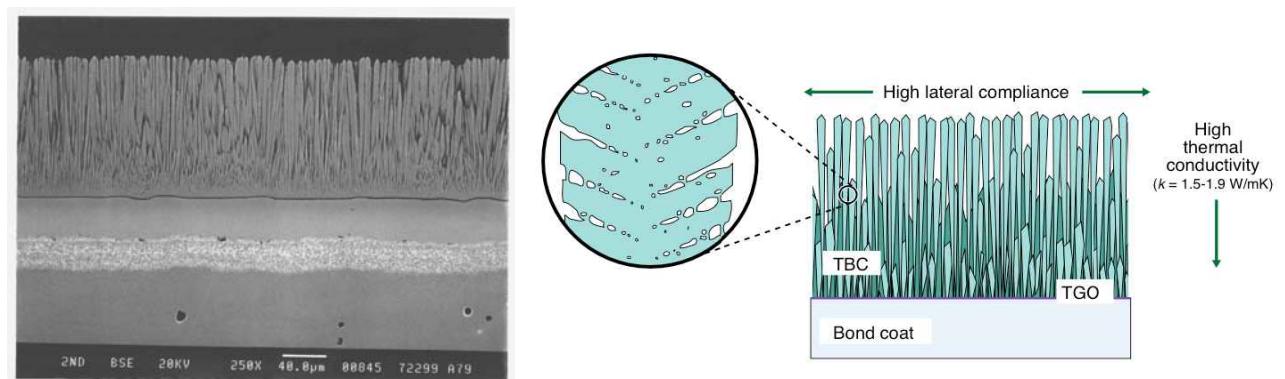 2ND BSE 20KV 250X 40.0µm 00845 72299 A79
High lateral compliance
High
thermal
conductivity
(k = 1.5-1.9 W/mK)
TBC
TGO
Bond coat